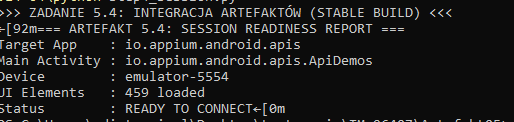 >>> ZADANIE 5.4: INTEGRACJA ARTEFAKTÓW (STABLE BUILD) <<<
←[92m=== ARTEFAKT 5.4: SESSION READINESS REPORT ===
Target App : io.appium.android.apis
Main Activity : io.appium.android.apis.ApiDemos
Device : emulator-5554
UI Elements : 459 loaded
Status : READY TO CONNECT←[0m